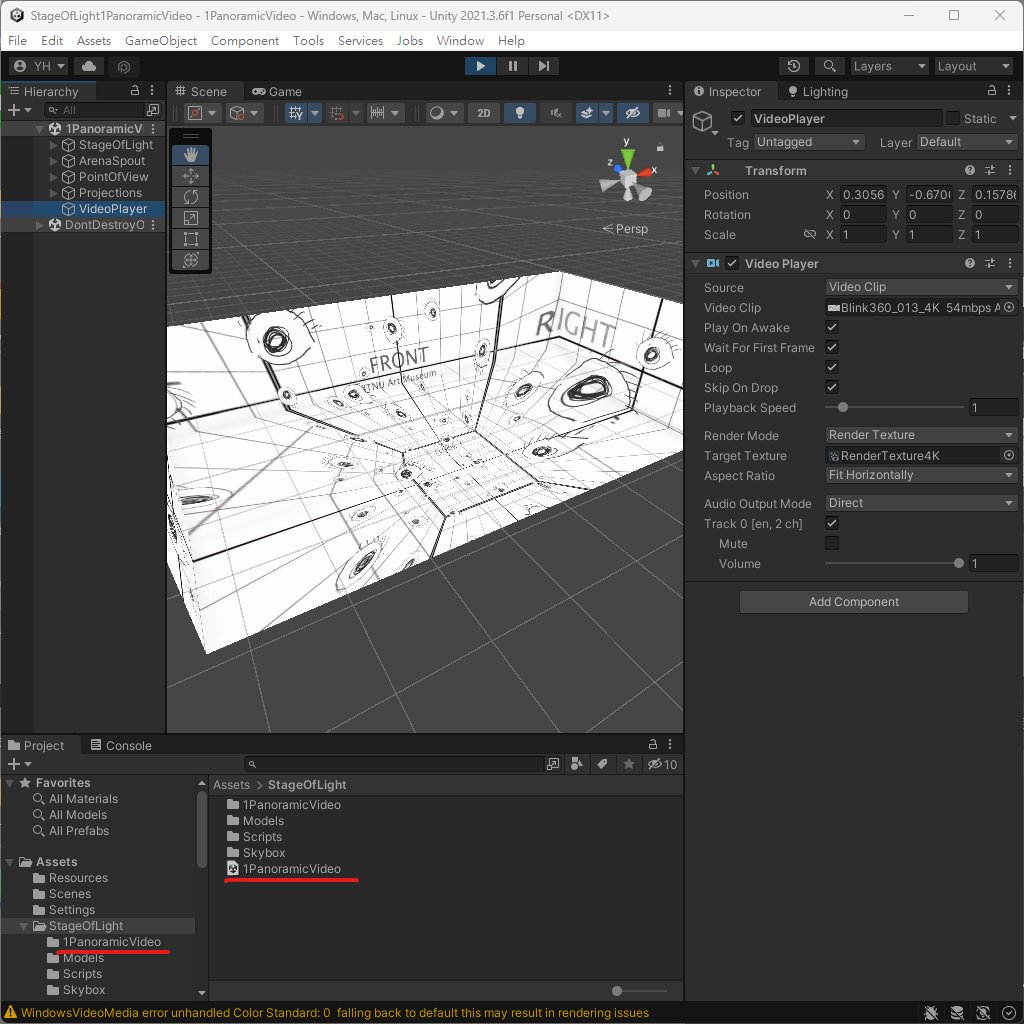 StageOfLight1PanoramicVideo - 1PanoramicVideo - Windows, Mac, Linux - Unity 2021.3.6f1 Personal <DX11>
File Edit Assets GameObject Component Tools Services Jobs Window Help
YH Layers Layout
Hierarchy
All
1PanoramicV
StageOfLight
ArenaSpout
PointOfView
Projections
VideoPlayer
DontDestroyO
Scene Game
2D
y
z x
Persp
FRONT
RIGHT
Inspector Lighting
VideoPlayer Static
Tag Untagged Layer Default
Transform
Position X 0.3056 Y -0.670 Z 0.15786
Rotation X 0 Y 0 Z 0
Scale X 1 Y 1 Z 1
Video Player
Source Video Clip
Video Clip Blink360_013_4K 54mbps A
Play On Awake
Wait For First Frame
Loop
Skip On Drop
Playback Speed 1
Render Mode Render Texture
Target Texture RenderTexture4K
Aspect Ratio Fit Horizontally
Audio Output Mode Direct
Track 0 [en, 2 ch]
Mute
Volume 1
Add Component
Project Console
10
Favorites
All Materials
All Models
All Prefabs
Assets
Resources
Scenes
Settings
StageOfLight
1PanoramicVideo
Models
Scripts
Skybox
Assets > StageOfLight
1PanoramicVideo
Models
Scripts
Skybox
1PanoramicVideo
WindowsVideoMedia error unhandled Color Standard: 0 falling back to default this may result in rendering issues